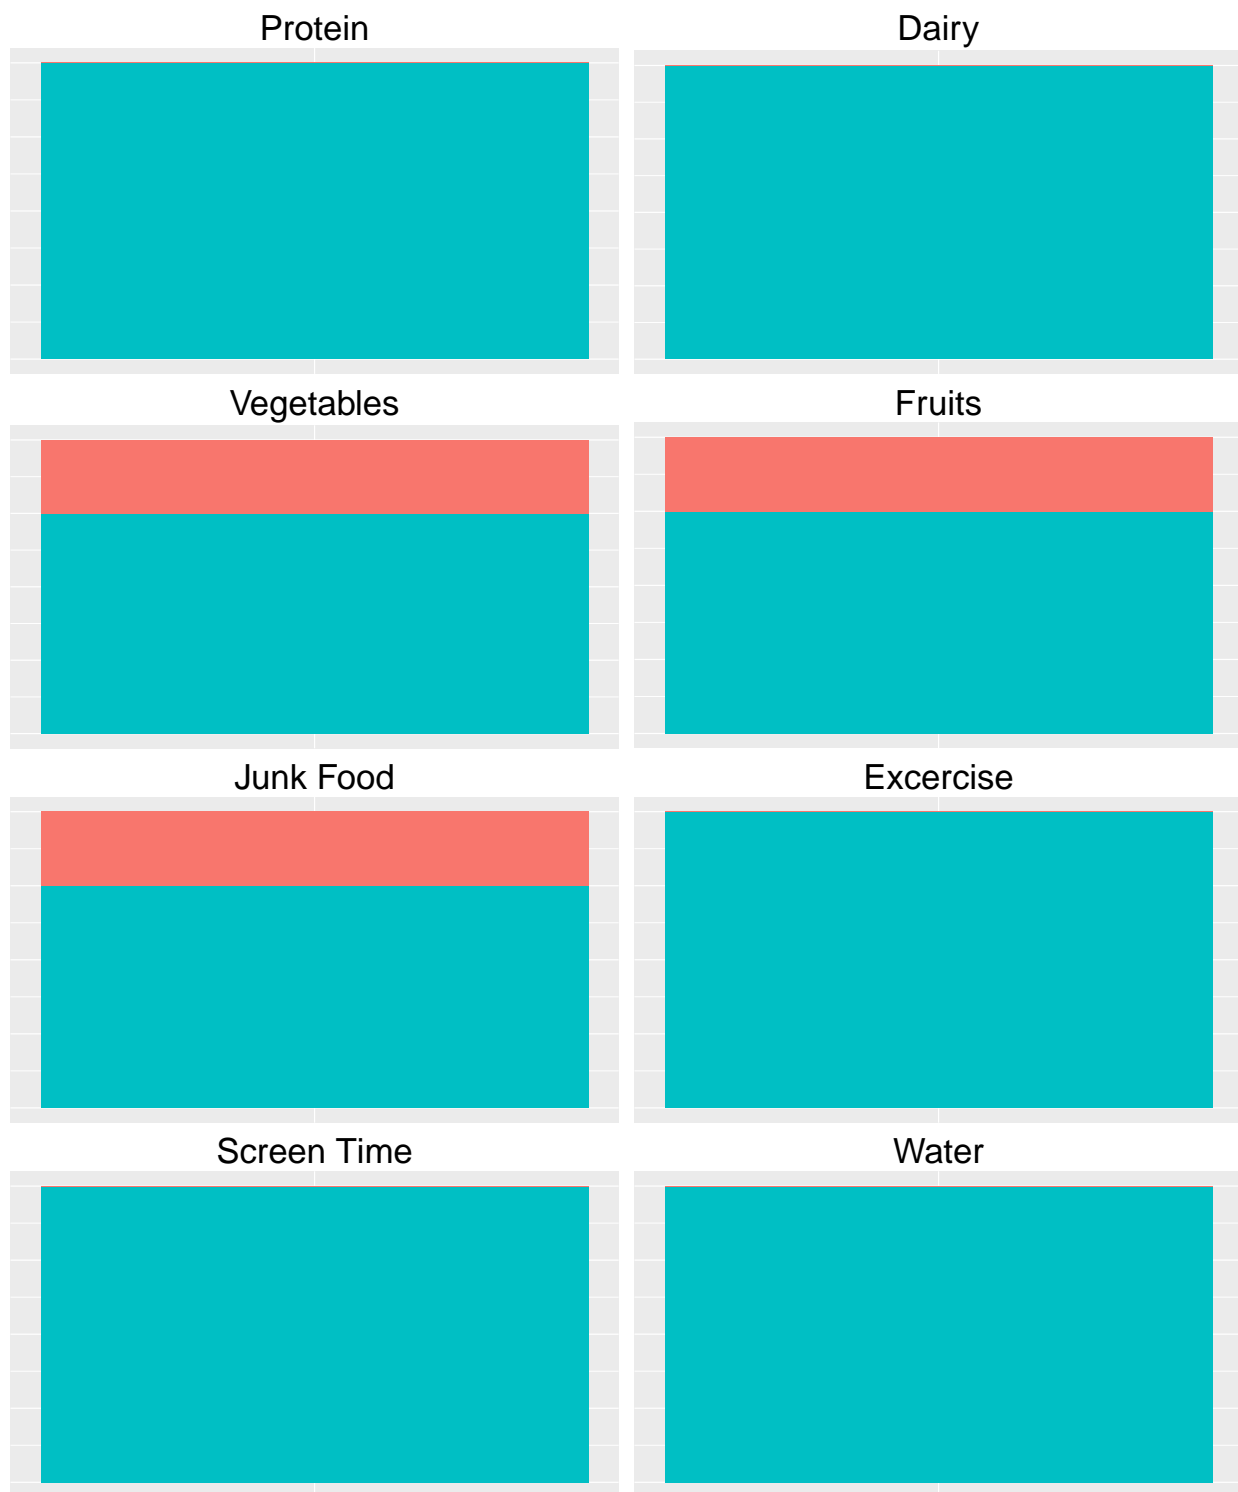 Protein
Dairy
Vegetables
Fruits
Junk Food
Excercise
Screen Time
Water